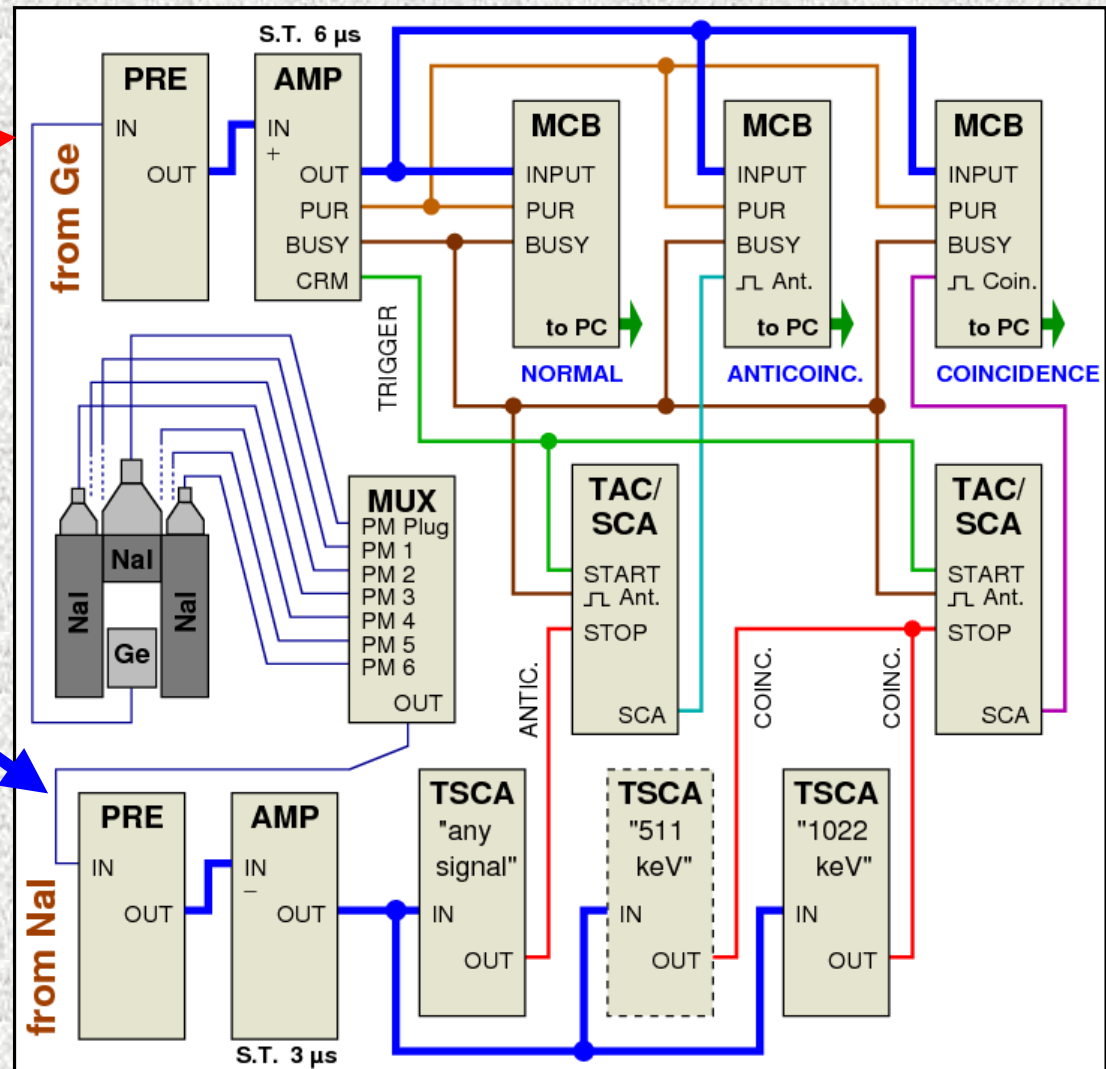 S.T. 6 µs
PRE
IN
OUT
from Ge
AMP
IN
+
OUT
PUR
BUSY
CRM
MCB
INPUT
PUR
BUSY
to PC
NORMAL
MCB
INPUT
PUR
BUSY
Ant.
to PC
ANTICOINC.
MCB
INPUT
PUR
BUSY
Coin.
to PC
COINCIDENCE
TRIGGER
NaI
NaI
NaI
Ge
MUX
PM Plug
PM 1
PM 2
PM 3
PM 4
PM 5
PM 6
OUT
TAC/
SCA
START
Ant.
STOP
SCA
TAC/
SCA
START
Ant.
STOP
SCA
ANTIC.
COINC.
COINC.
from NaI
PRE
IN
OUT
AMP
IN
−
OUT
S.T. 3 µs
TSCA
"any
signal"
IN
OUT
TSCA
"511
keV"
IN
OUT
TSCA
"1022
keV"
IN
OUT